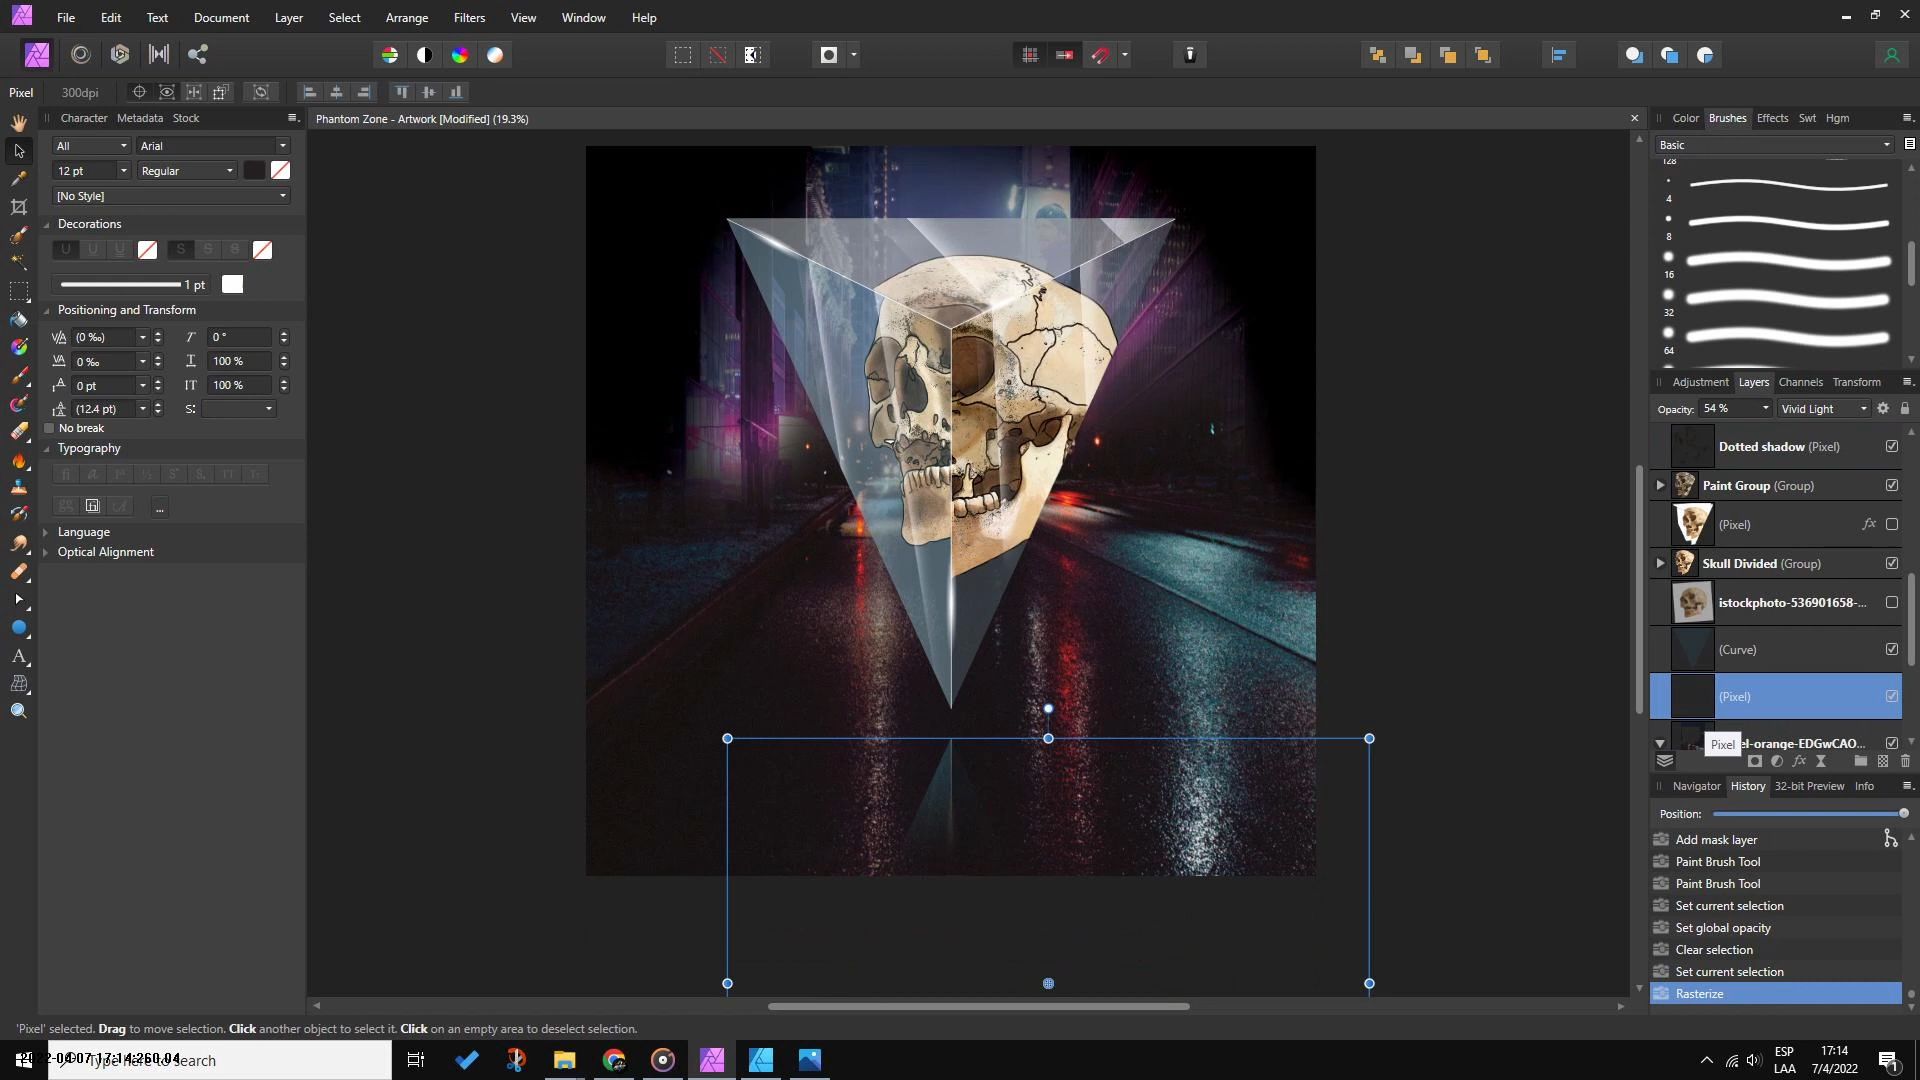 File Edit Text Document Layer Select Arrange Filters View Window Help
Pixel 300dpi
Character Metadata Stock
Phantom Zone - Artwork [Modified] (19.3%)
Color Brushes Effects Swt Hgm
All Arial
Basic
12 pt Regular
128
[No Style]
4
Decorations
8
16
1 pt
Positioning and Transform
32
(0 ‰) 0 °
64
0 ‰ 100 %
0 pt 100 %
Adjustment Layers Channels Transform
(12.4 pt)
Opacity: 54 % Vivid Light
No break
Typography
Dotted shadow (Pixel)
Paint Group (Group)
...
(Pixel)
Language
Optical Alignment
Skull Divided (Group)
istockphoto-536901658-...
(Curve)
(Pixel)
Pixel
el-orange-EDGwCAO...
Navigator History 32-bit Preview Info
Position:
Add mask layer
Paint Brush Tool
Paint Brush Tool
Set current selection
Set global opacity
Clear selection
Set current selection
Rasterize
'Pixel' selected. Drag to move selection. Click another object to select it. Click on an empty area to deselect selection.
Type here to search
ESP
LAA
17:14
7/4/2022
1